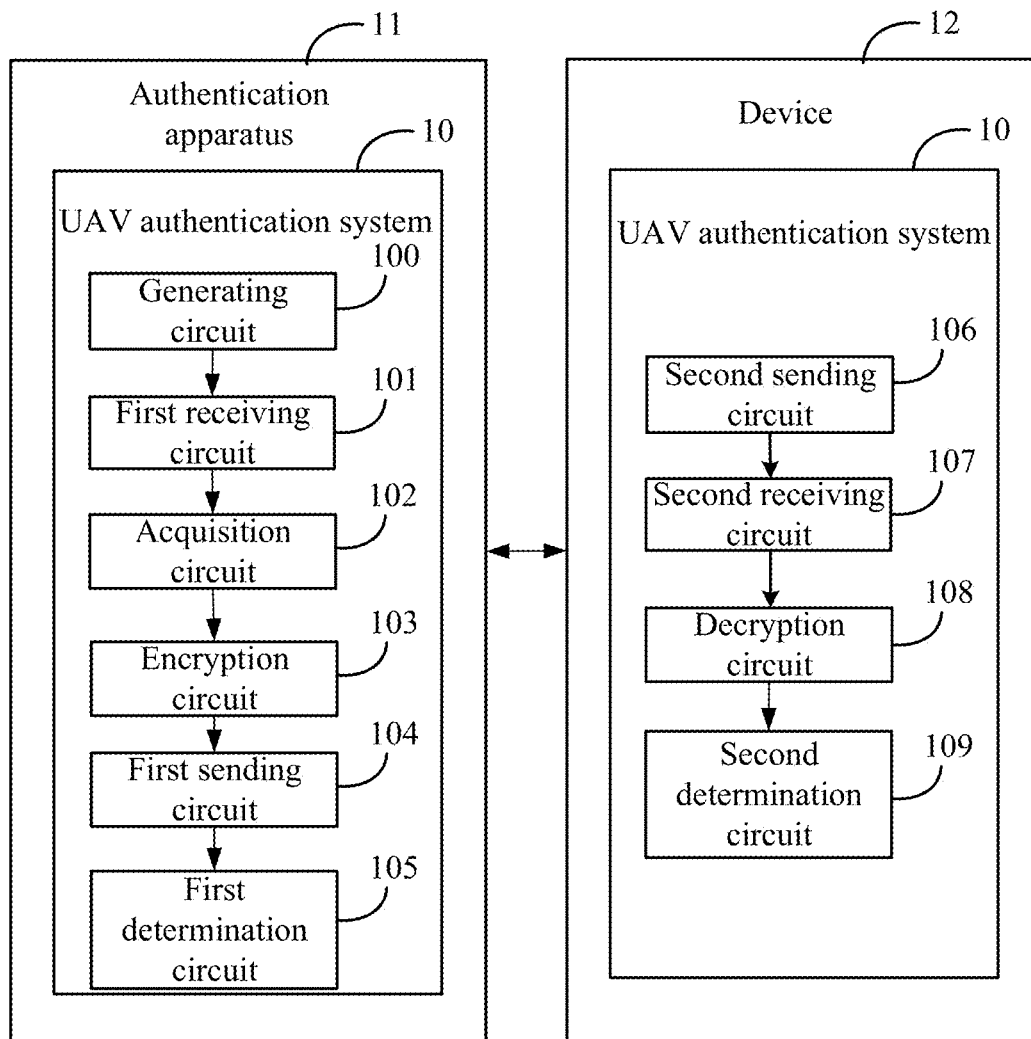 11
Authentication
apparatus
10
UAV authentication system
100
Generating
circuit
101
First receiving
circuit
102
Acquisition
circuit
103
Encryption
circuit
104
First sending
circuit
105
First
determination
circuit
12
Device
10
UAV authentication system
106
Second sending
circuit
107
Second receiving
circuit
108
Decryption
circuit
109
Second
determination
circuit